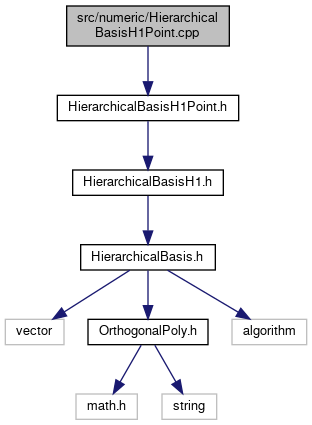 src/numeric/Hierarchical
BasisH1Point.cpp
HierarchicalBasisH1Point.h
HierarchicalBasisH1.h
HierarchicalBasis.h
vector
OrthogonalPoly.h
algorithm
math.h
string